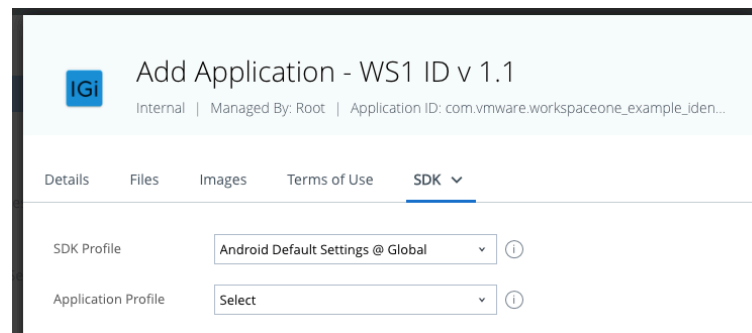 IGi
Add Application - WS1 ID v 1.1
Internal | Managed By: Root | Application ID: com.vmware.workspaceone_example_iden...
Details Files Images Terms of Use SDK
SDK Profile Android Default Settings @ Global
Application Profile Select